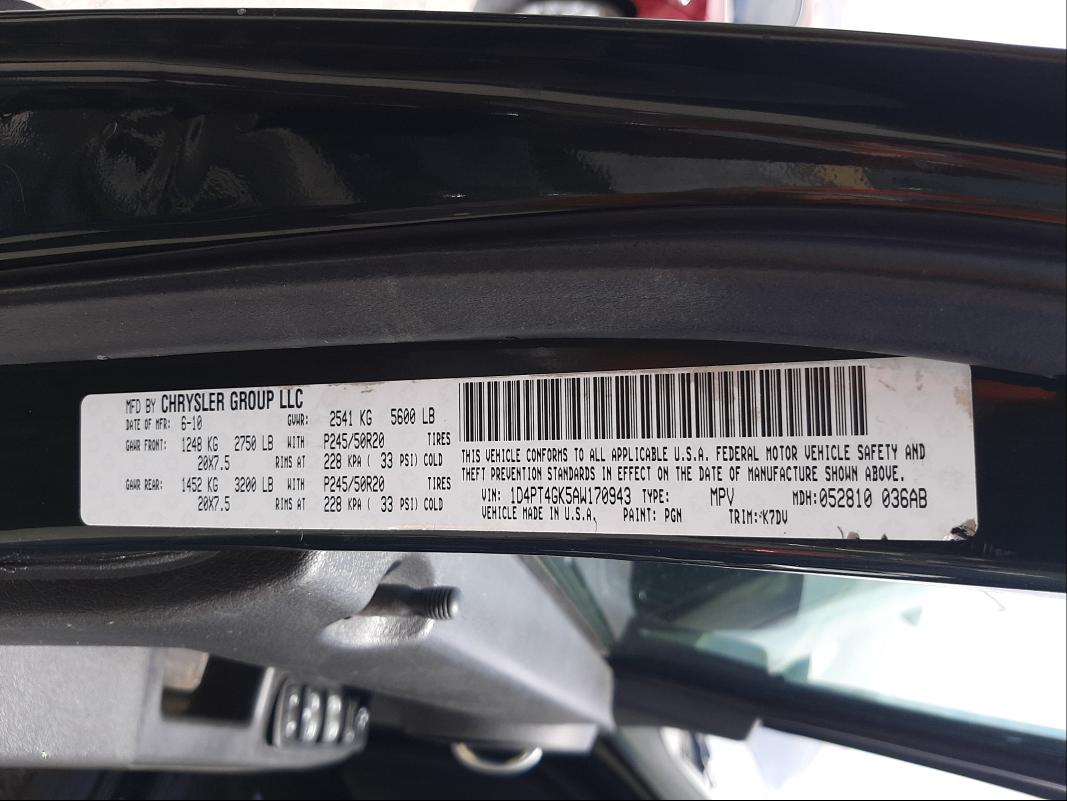 MFD BY CHRYSLER GROUP LLC
DATE OF MFR: 6-10 GVWR: 2541 KG 5600 LB
GAWR FRONT: 1248 KG 2750 LB WITH P245/50R20 TIRES
20X7.5 RIMS AT 228 KPA ( 33 PSI) COLD
GAWR REAR: 1452 KG 3200 LB WITH P245/50R20 TIRES
20X7.5 RIMS AT 228 KPA ( 33 PSI) COLD
THIS VEHICLE CONFORMS TO ALL APPLICABLE U.S.A. FEDERAL MOTOR VEHICLE SAFETY AND
THEFT PREVENTION STANDARDS IN EFFECT ON THE DATE OF MANUFACTURE SHOWN ABOVE.
VIN: 1D4PT4GK5AW170943 TYPE: MPV MDH: 052810 036AB
VEHICLE MADE IN U.S.A. PAINT: PGN TRIM: K7DV